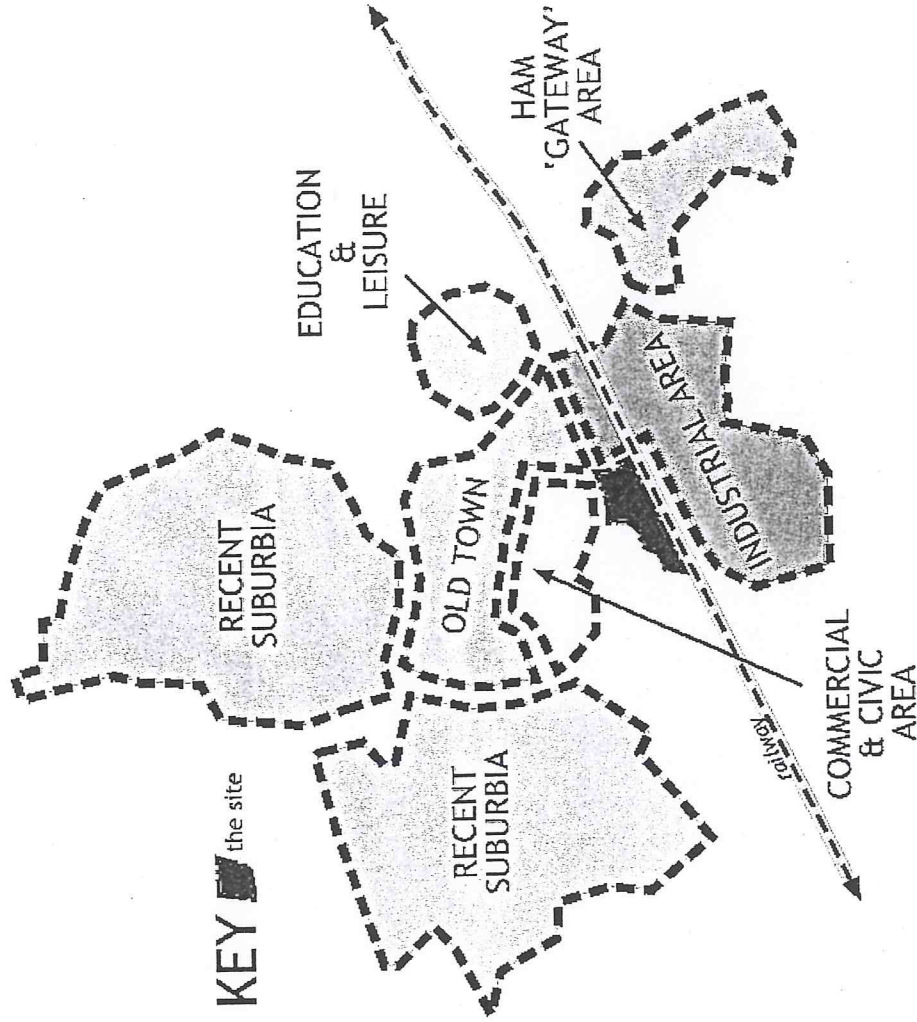 KEY
the site
RECENT
SUBURBIA
EDUCATION
&
LEISURE
HAM
'GATEWAY'
AREA
OLD TOWN
RECENT
SUBURBIA
INDUSTRIAL AREA
railway
COMMERCIAL
& CIVIC
AREA